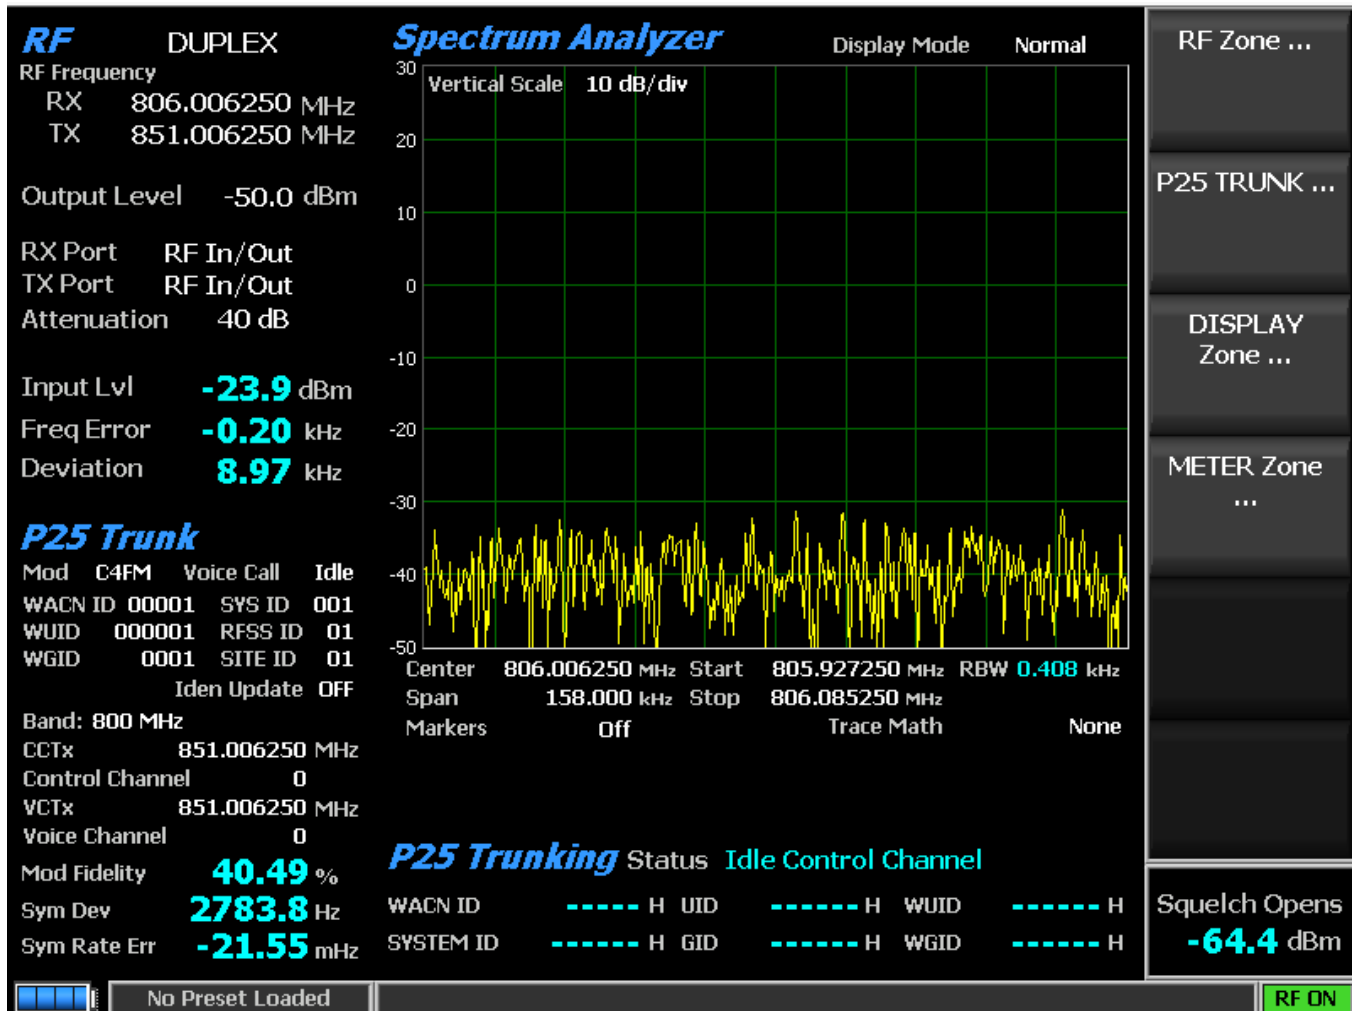 RF DUPLEX
RF Frequency
RX 806.006250 MHz
TX 851.006250 MHz
Output Level -50.0 dBm
RX Port RF In/Out
TX Port RF In/Out
Attenuation 40 dB
Input Lvl -23.9 dBm
Freq Error -0.20 kHz
Deviation 8.97 kHz
P25 Trunk
Mod C4FM Voice Call Idle
WACN ID 00001 SYS ID 001
WUID 000001 RFSS ID 01
WGID 0001 SITE ID 01
Iden Update OFF
Band: 800 MHz
CCTx 851.006250 MHz
Control Channel 0
VCTx 851.006250 MHz
Voice Channel 0
Mod Fidelity 40.49 %
Sym Dev 2783.8 Hz
Sym Rate Err -21.55 mHz
Spectrum Analyzer Display Mode Normal
Vertical Scale 10 dB/div
30
20
10
0
-10
-20
-30
-40
-50
Center 806.006250 MHz Start 805.927250 MHz RBW 0.408 kHz
Span 158.000 kHz Stop 806.085250 MHz
Markers Off Trace Math None
P25 Trunking Status Idle Control Channel
WACN ID ----- H UID ------ H WUID ------ H
SYSTEM ID ------ H GID ------ H WGID ------ H
RF Zone ...
P25 TRUNK ...
DISPLAY
Zone ...
METER Zone
...
Squelch Opens
-64.4 dBm
No Preset Loaded
RF ON